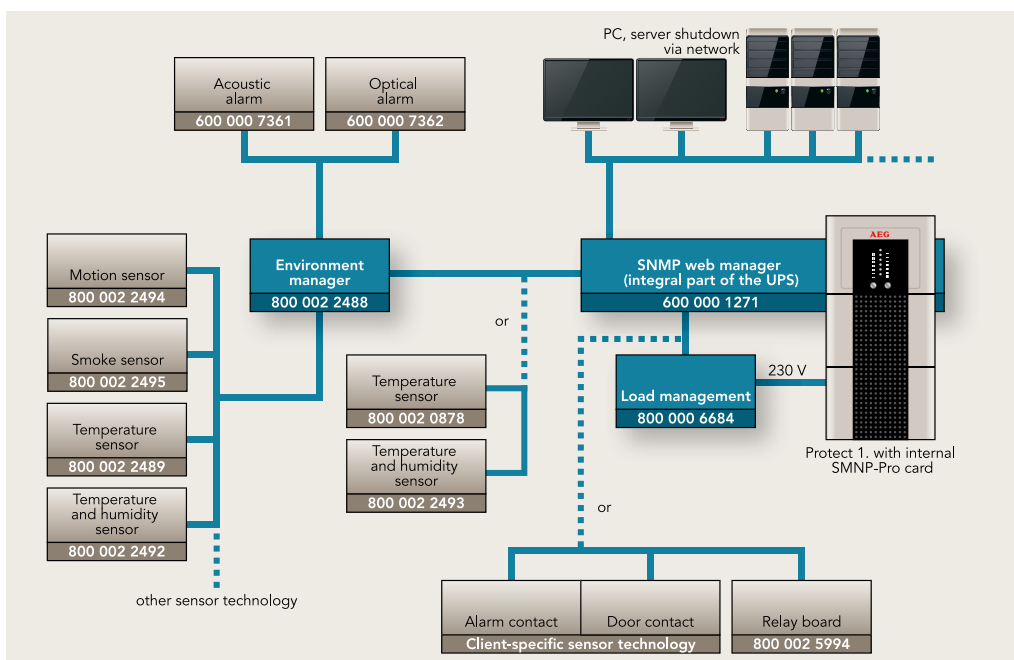 PC, server shutdown
via network
Acoustic
alarm
600 000 7361
Optical
alarm
600 000 7362
Motion sensor
800 002 2494
Smoke sensor
800 002 2495
Temperature
sensor
800 002 2489
Temperature
and humidity
sensor
800 002 2492
other sensor technology
Environment
manager
800 002 2488
or
Temperature
sensor
800 002 0878
Temperature
and humidity
sensor
800 002 2493
SNMP web manager
(integral part of the UPS)
600 000 1271
AEG
Load management
800 000 6684
230 V
Protect 1. with internal
SMNP-Pro card
or
Alarm contact
Door contact
Client-specific sensor technology
Relay board
800 002 5994